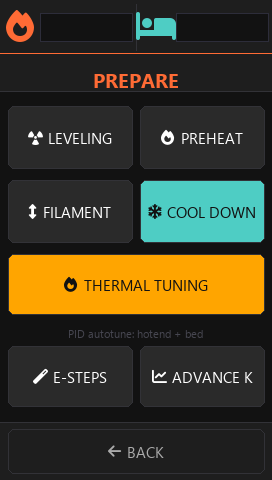 PREPARE
LEVELING
PREHEAT
FILAMENT
COOL DOWN
THERMAL TUNING
PID autotune: hotend + bed
E-STEPS
ADVANCE K
BACK